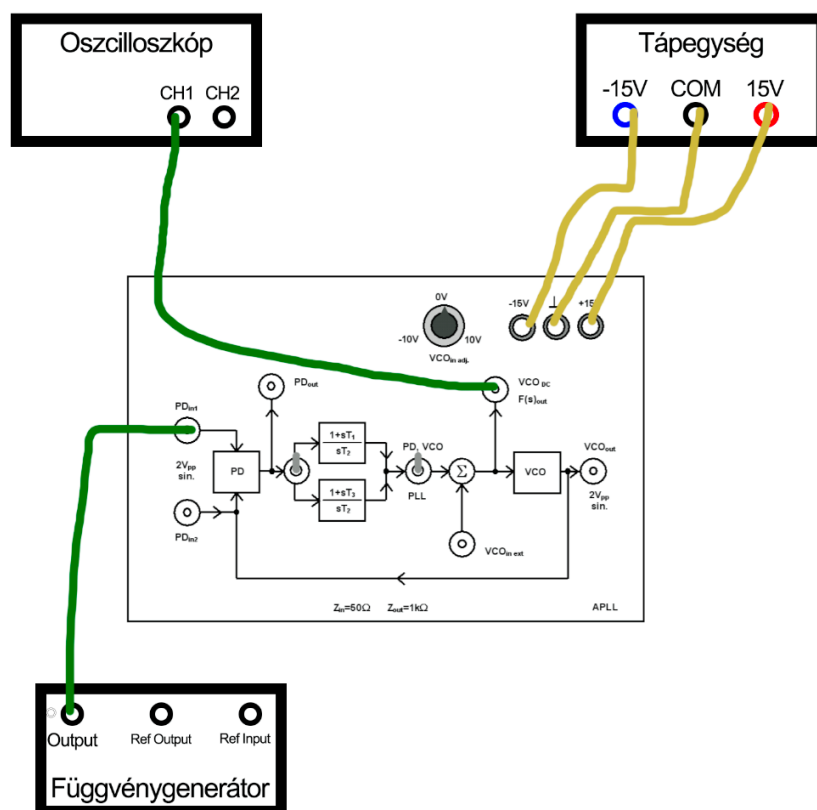 Oszcilloszkóp
CH1 CH2
Tápegység
-15V COM 15V
0V
-10V 10V
VCOin adj.
-15V ⊥ +15
PDout
VCO DC
F(s)out
PDin1
2Vpp
sin.
PD
1+sT1
sT2
1+sT3
sT2
PD, VCO
PLL
Σ
VCO
VCOout
2Vpp
sin.
PDin2
VCOin ext
Zin=50Ω Zout=1kΩ APLL
Output Ref Output Ref Input
Függvénygenerátor